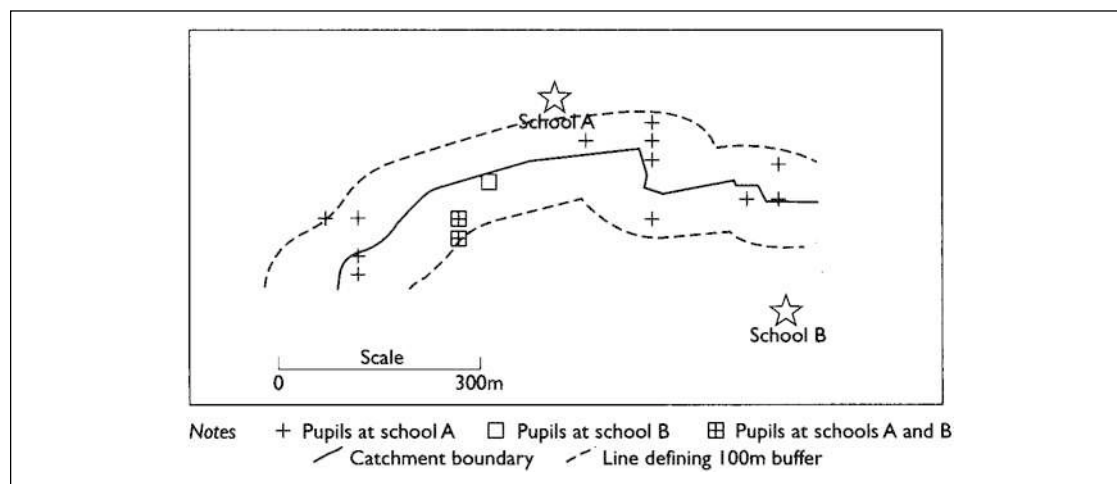 School A
School B
Scale
0 300m
Notes + Pupils at school A □ Pupils at school B ⊞ Pupils at schools A and B
Catchment boundary Line defining 100m buffer